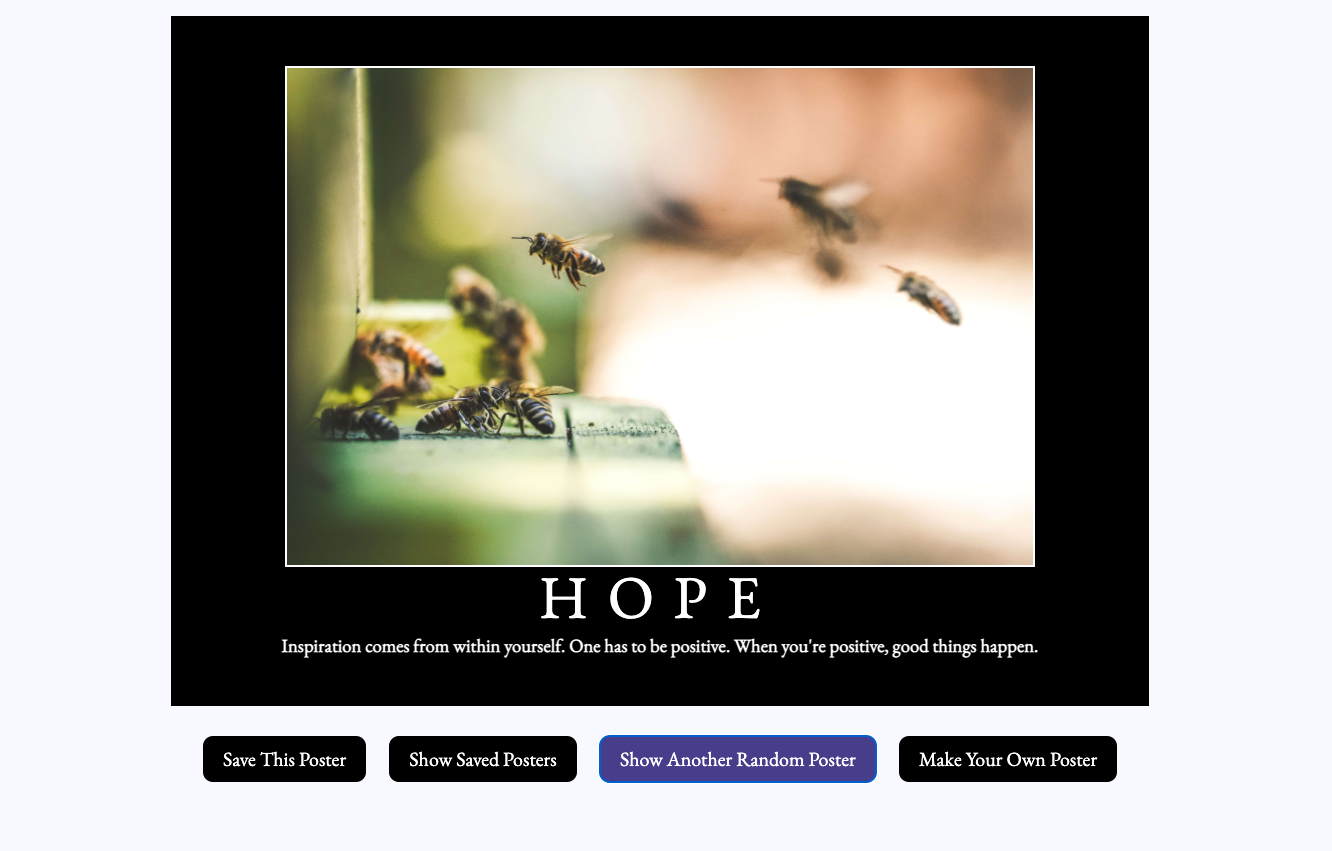 HOPE
Inspiration comes from within yourself. One has to be positive. When you're positive, good things happen.
Save This Poster
Show Saved Posters
Show Another Random Poster
Make Your Own Poster